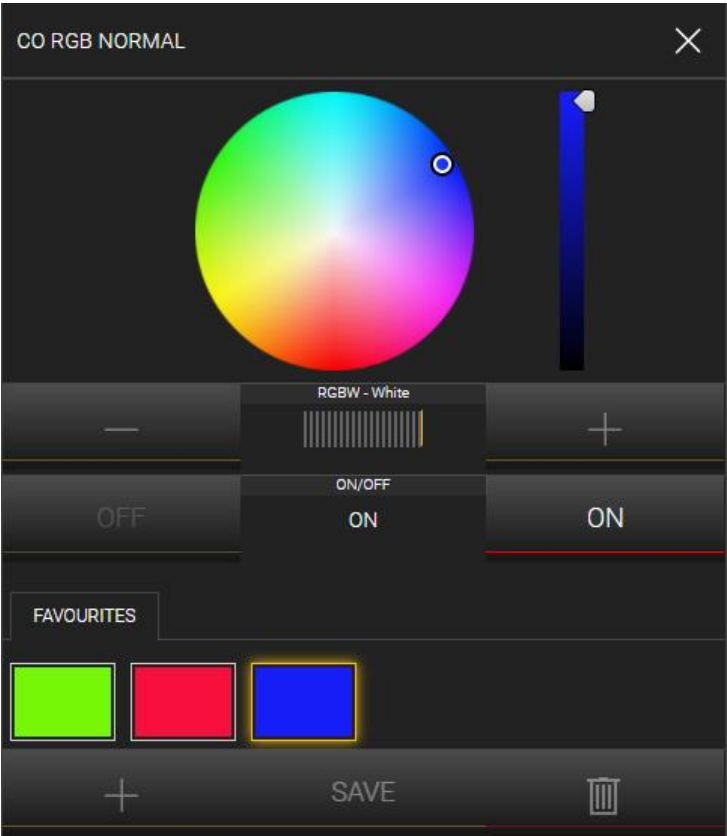 CO RGB NORMAL
RGBW - White
ON/OFF
OFF
ON
ON
FAVOURITES
SAVE